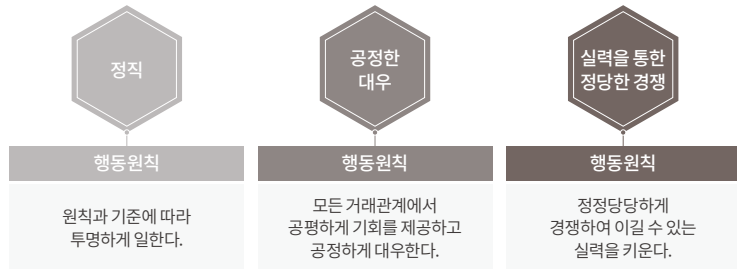 정직
행동원칙
원칙과 기준에 따라
투명하게 일한다.
공정한
대우
행동원칙
모든 거래관계에서
공평하게 기회를 제공하고
공정하게 대우한다.
실력을 통한
정당한 경쟁
행동원칙
정정당당하게
경쟁하여 이길 수 있는
실력을 키운다.